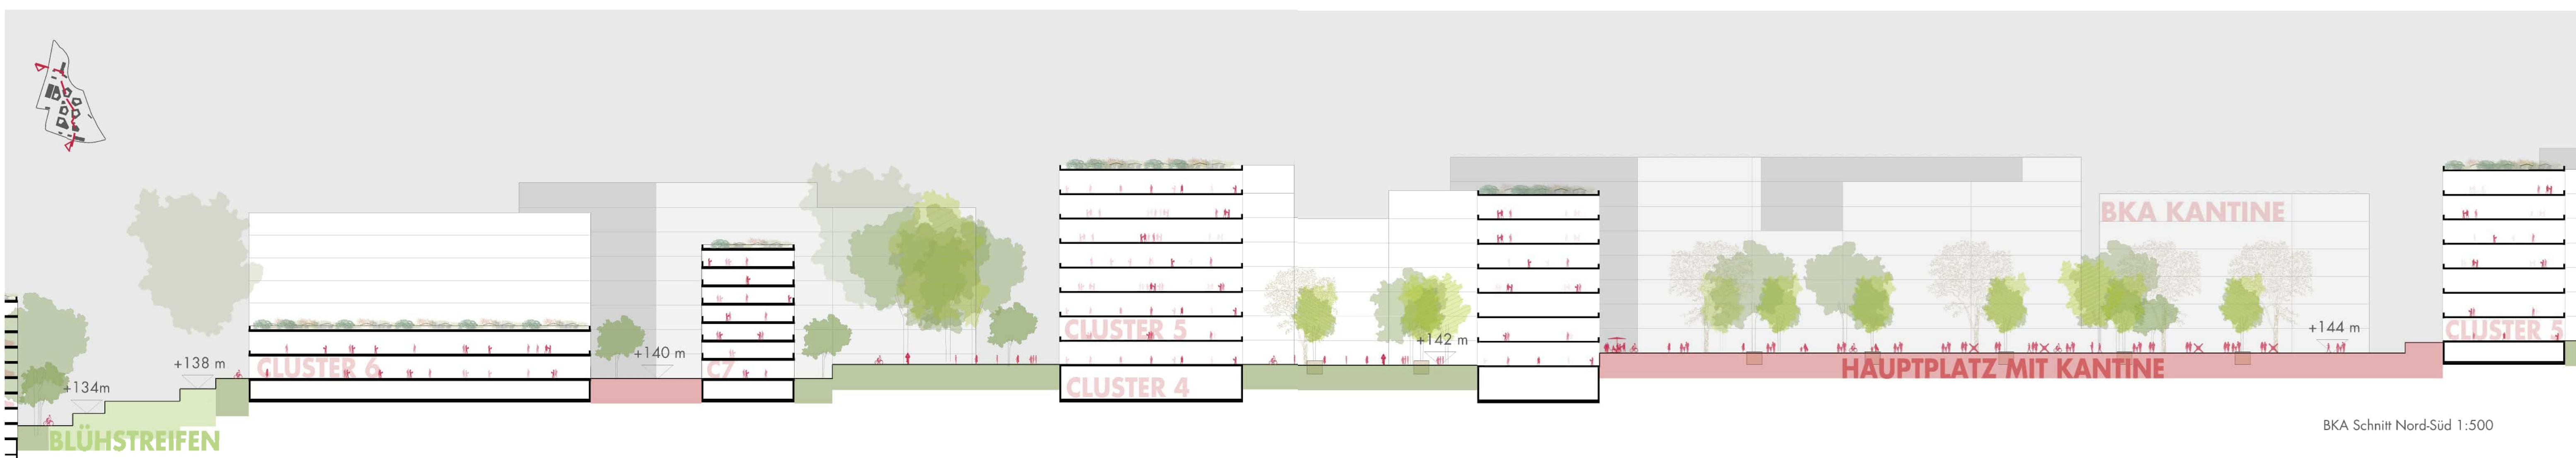 +134m
BLÜHSTREIFEN
+138 m
CLUSTER 6
+140 m
C7
CLUSTER 5
CLUSTER 4
+142 m
HAUPTPLATZ MIT KANTINE
BKA KANTINE
+144 m
CLUSTER 5
BKA Schnitt Nord-Süd 1:500